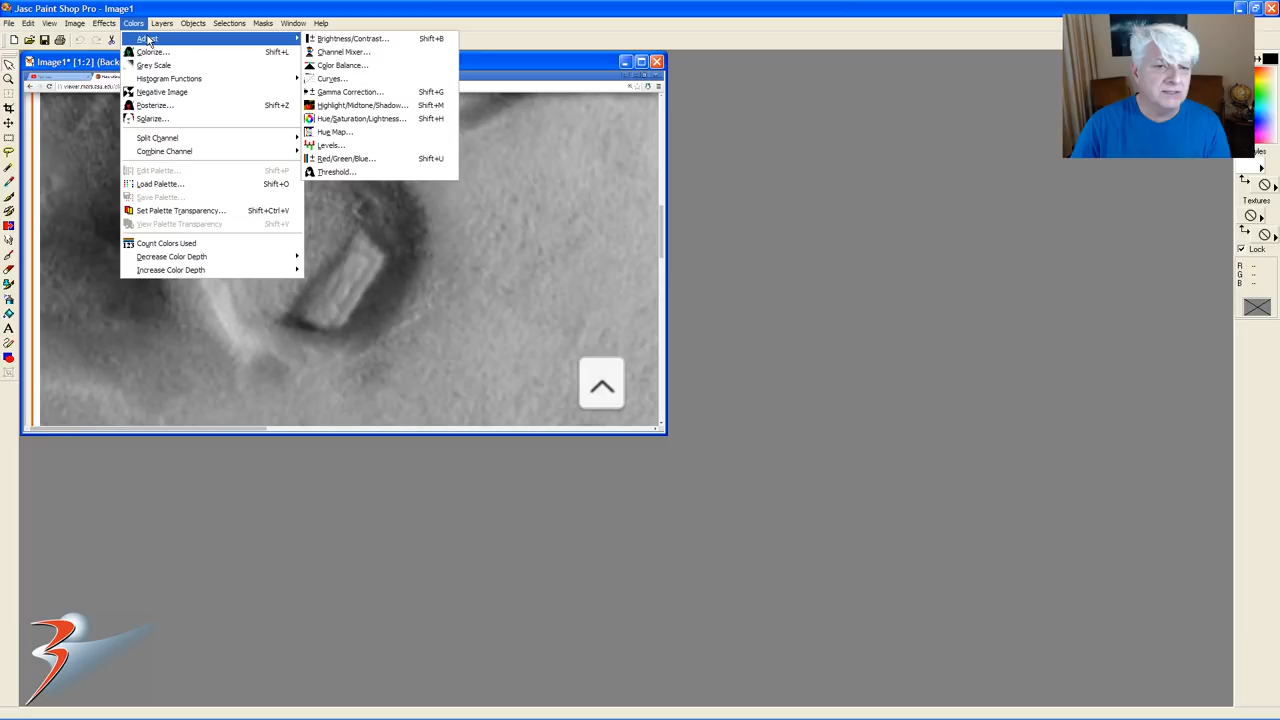 Jasc Paint Shop Pro - Image1
File Edit View Image Effects Colors Layers Objects Selections Masks Window Help
Adjust
Colorize... Shift+L
Grey Scale
Histogram Functions
Negative Image
Posterize... Shift+Z
Solarize...
Split Channel
Combine Channel
Edit Palette... Shift+P
Load Palette... Shift+O
Save Palette...
Set Palette Transparency... Shift+Ctrl+V
View Palette Transparency Shift+V
Count Colors Used
Decrease Color Depth
Increase Color Depth
Brightness/Contrast... Shift+B
Channel Mixer...
Color Balance...
Curves...
Gamma Correction... Shift+G
Highlight/Midtone/Shadow... Shift+M
Hue/Saturation/Lightness... Shift+H
Hue Map...
Levels...
Red/Green/Blue... Shift+U
Threshold...
Image1* [1:2] (Back
Textures
Lock
R --
G --
B --